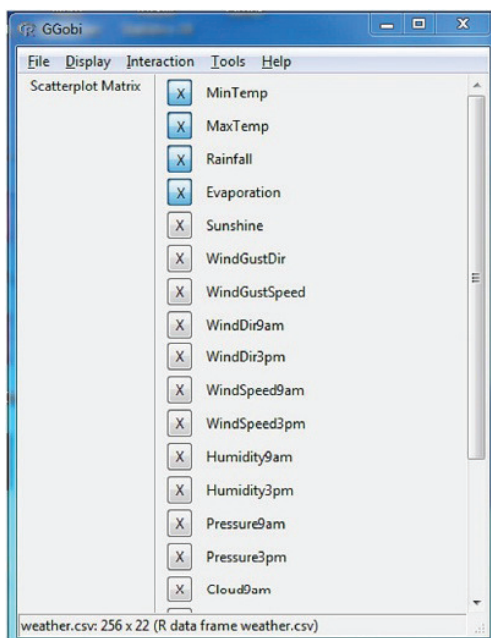 GGobi
File Display Interaction Tools Help
Scatterplot Matrix
X MinTemp
X MaxTemp
X Rainfall
X Evaporation
X Sunshine
X WindGustDir
X WindGustSpeed
X WindDir9am
X WindDir3pm
X WindSpeed9am
X WindSpeed3pm
X Humidity9am
X Humidity3pm
X Pressure9am
X Pressure3pm
X Cloud9am
weather.csv: 256 x 22 (R data frame weather.csv)